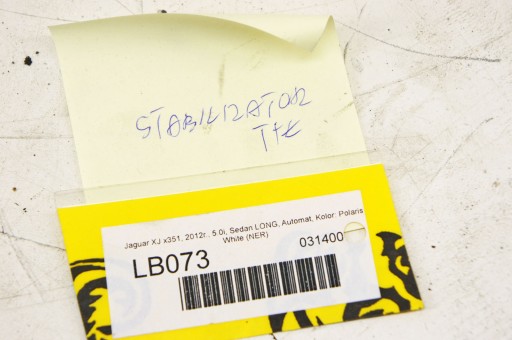 STABILIZATOR
TYŁ
Jaguar XJ x351, 2012r., 5.0i, Sedan LONG, Automat, Kolor: Polaris
White (NER)
LB073
031400